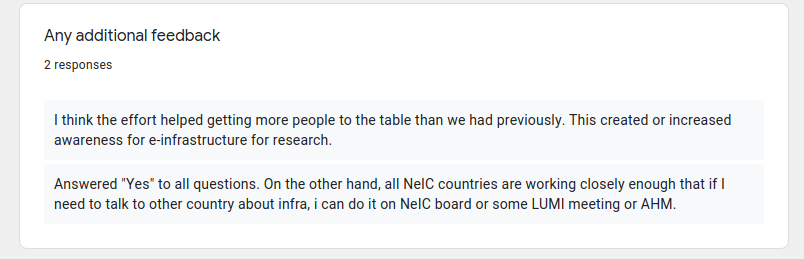 Any additional feedback
2 responses
I think the effort helped getting more people to the table than we had previously. This created or increased
awareness for e-infrastructure for research.
Answered "Yes" to all questions. On the other hand, all NeIC countries are working closely enough that if I
need to talk to other country about infra, i can do it on NeIC board or some LUMI meeting or AHM.